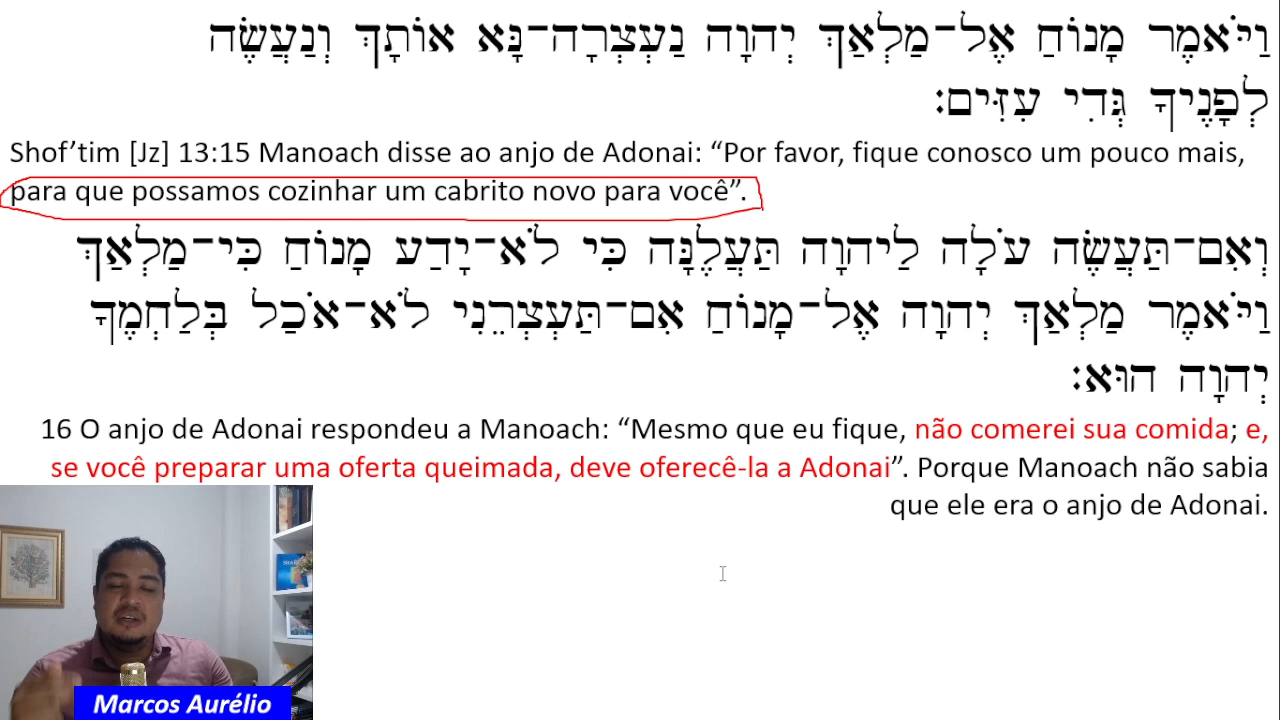 וַיֹּאמֶר מָנוֹחַ אֶל־מַלְאַךְ יְהוָה נַעְצְרָה־נָּא אוֹתָךְ וְנַעֲשֶׂה
לְפָנֶיךָ גְּדִי עִזִּים׃
Shof’tim [Jz] 13:15 Manoach disse ao anjo de Adonai: “Por favor, fique conosco um pouco mais,
para que possamos cozinhar um cabrito novo para você”.
וְאִם־תַּעֲשֶׂה עֹלָה לַיהוָה תַּעֲלֶנָּה כִּי לֹא־יָדַע מָנוֹחַ כִּי־מַלְאַךְ
וַיֹּאמֶר מַלְאַךְ יְהוָה אֶל־מָנוֹחַ אִם־תַּעְצְרֵנִי לֹא־אֹכַל בְּלַחְמֶךָ
יְהוָה הוּא׃
16 O anjo de Adonai respondeu a Manoach: “Mesmo que eu fique, não comerei sua comida; e,
se você preparar uma oferta queimada, deve oferecê-la a Adonai”. Porque Manoach não sabia
que ele era o anjo de Adonai.
Marcos Aurélio